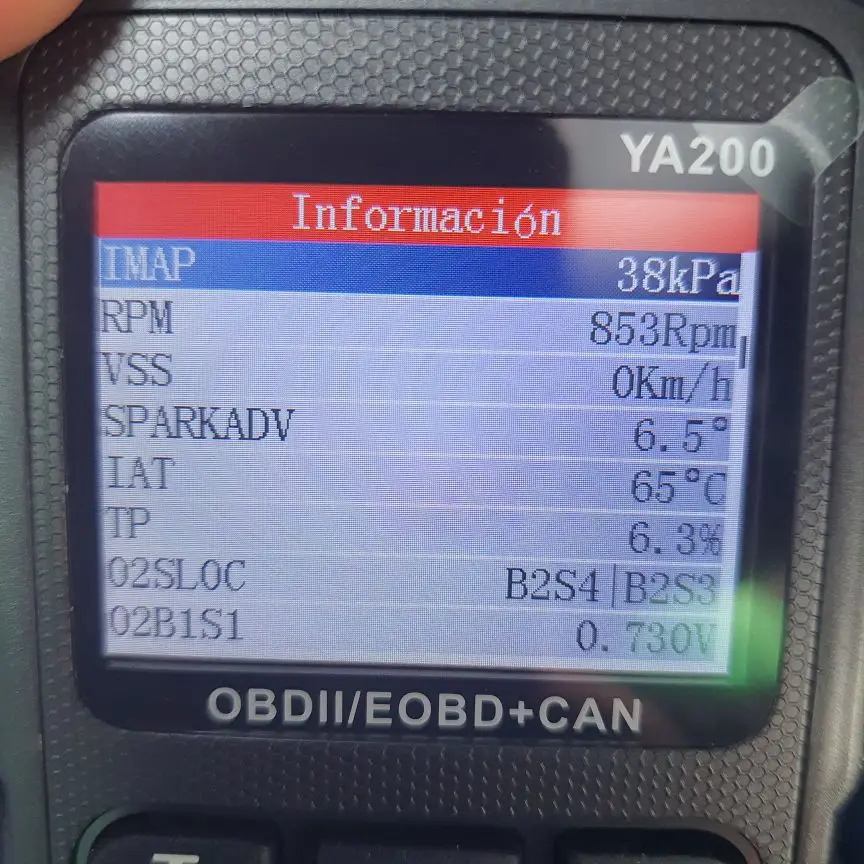 YA200
Información
IMAP 38kPa
RPM 853Rpm
VSS 0Km/h
SPARKADV 6.5°
IAT 65°C
TP 6.3%
O2SLOC B2S4|B2S3
O2B1S1 0.730V
OBDII/EOBD+CAN